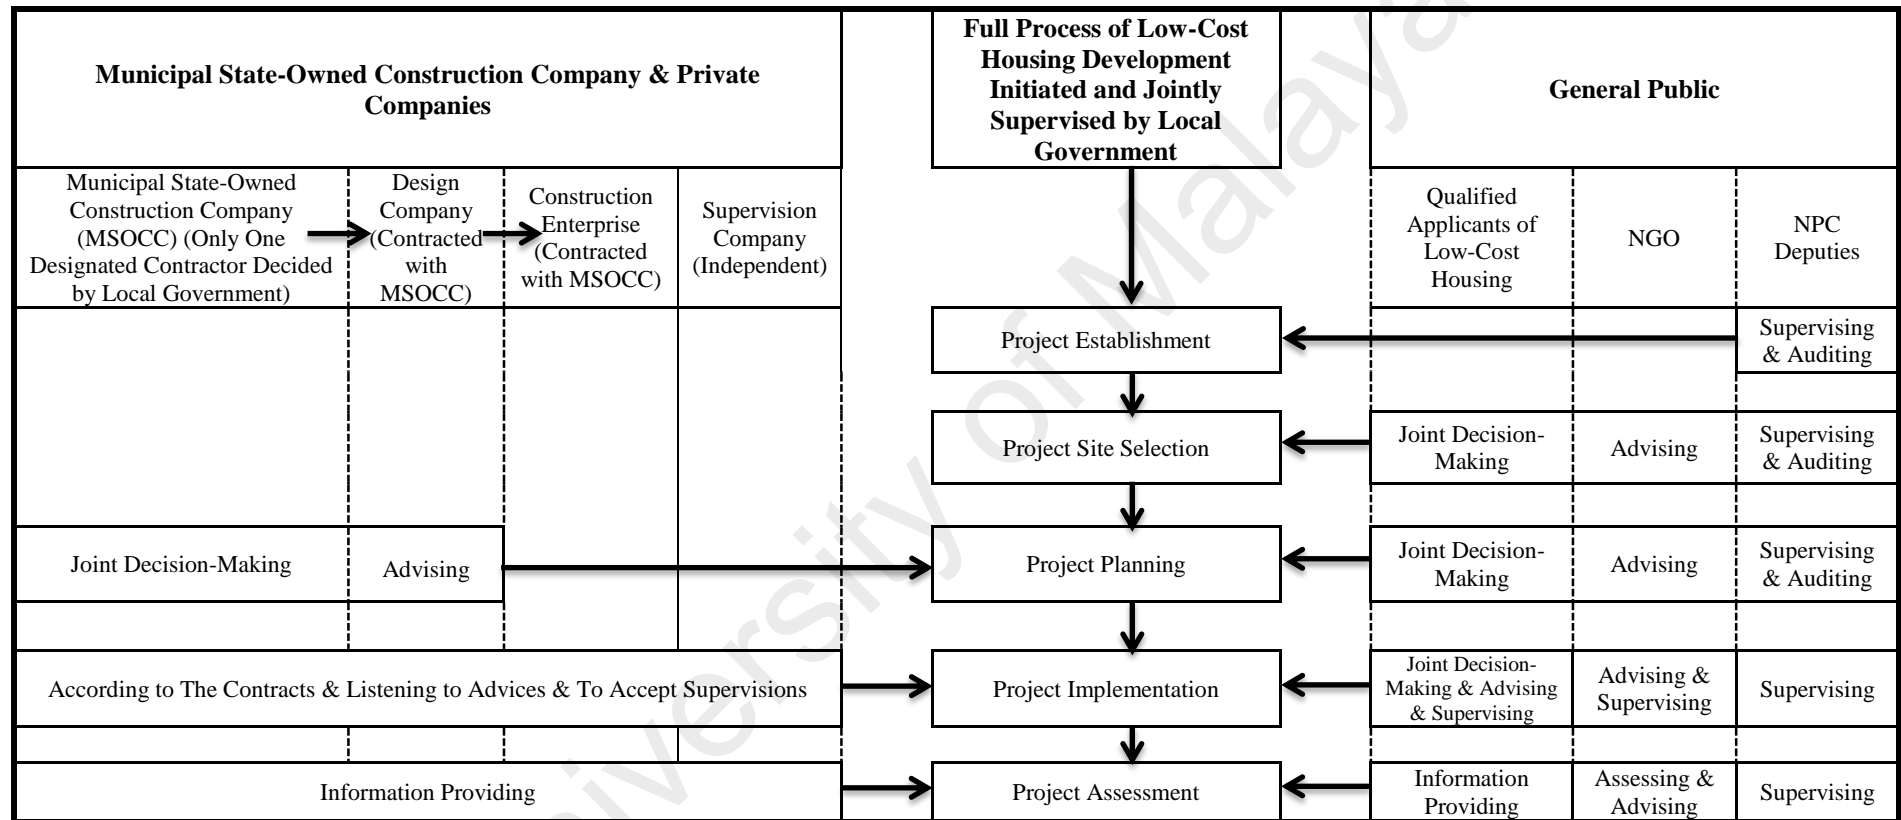 Municipal State-Owned Construction Company & Private
Companies
Full Process of Low-Cost
Housing Development
Initiated and Jointly
Supervised by Local
Government
General Public
Municipal State-Owned
Construction Company
(MSOCC) (Only One
Designated Contractor Decided
by Local Government)
Design
Company
(Contracted
with
MSOCC)
Construction
Enterprise
(Contracted
with MSOCC)
Supervision
Company
(Independent)
Qualified
Applicants of
Low-Cost
Housing
NGO
NPC
Deputies
Project Establishment
Supervising
& Auditing
Project Site Selection
Joint Decision-
Making
Advising
Supervising
& Auditing
Joint Decision-Making
Advising
Project Planning
Joint Decision-
Making
Advising
Supervising
& Auditing
According to The Contracts & Listening to Advices & To Accept Supervisions
Project Implementation
Joint Decision-
Making & Advising
& Supervising
Advising &
Supervising
Supervising
Information Providing
Project Assessment
Information
Providing
Assessing &
Advising
Supervising
University of Malaya